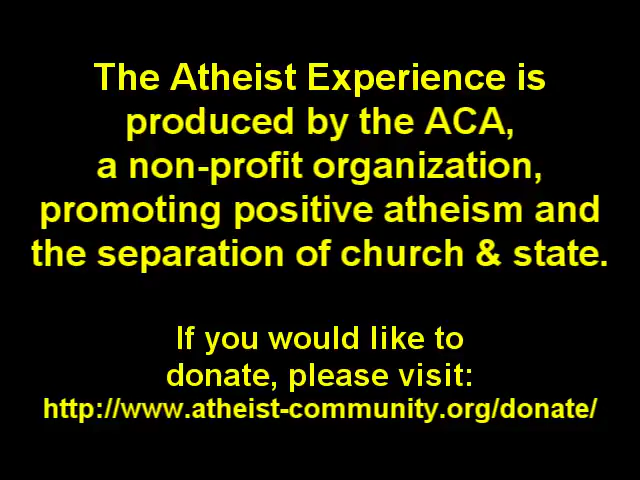 The Atheist Experience is
produced by the ACA,
a non-profit organization,
promoting positive atheism and
the separation of church & state.
If you would like to
donate, please visit:
http://www.atheist-community.org/donate/